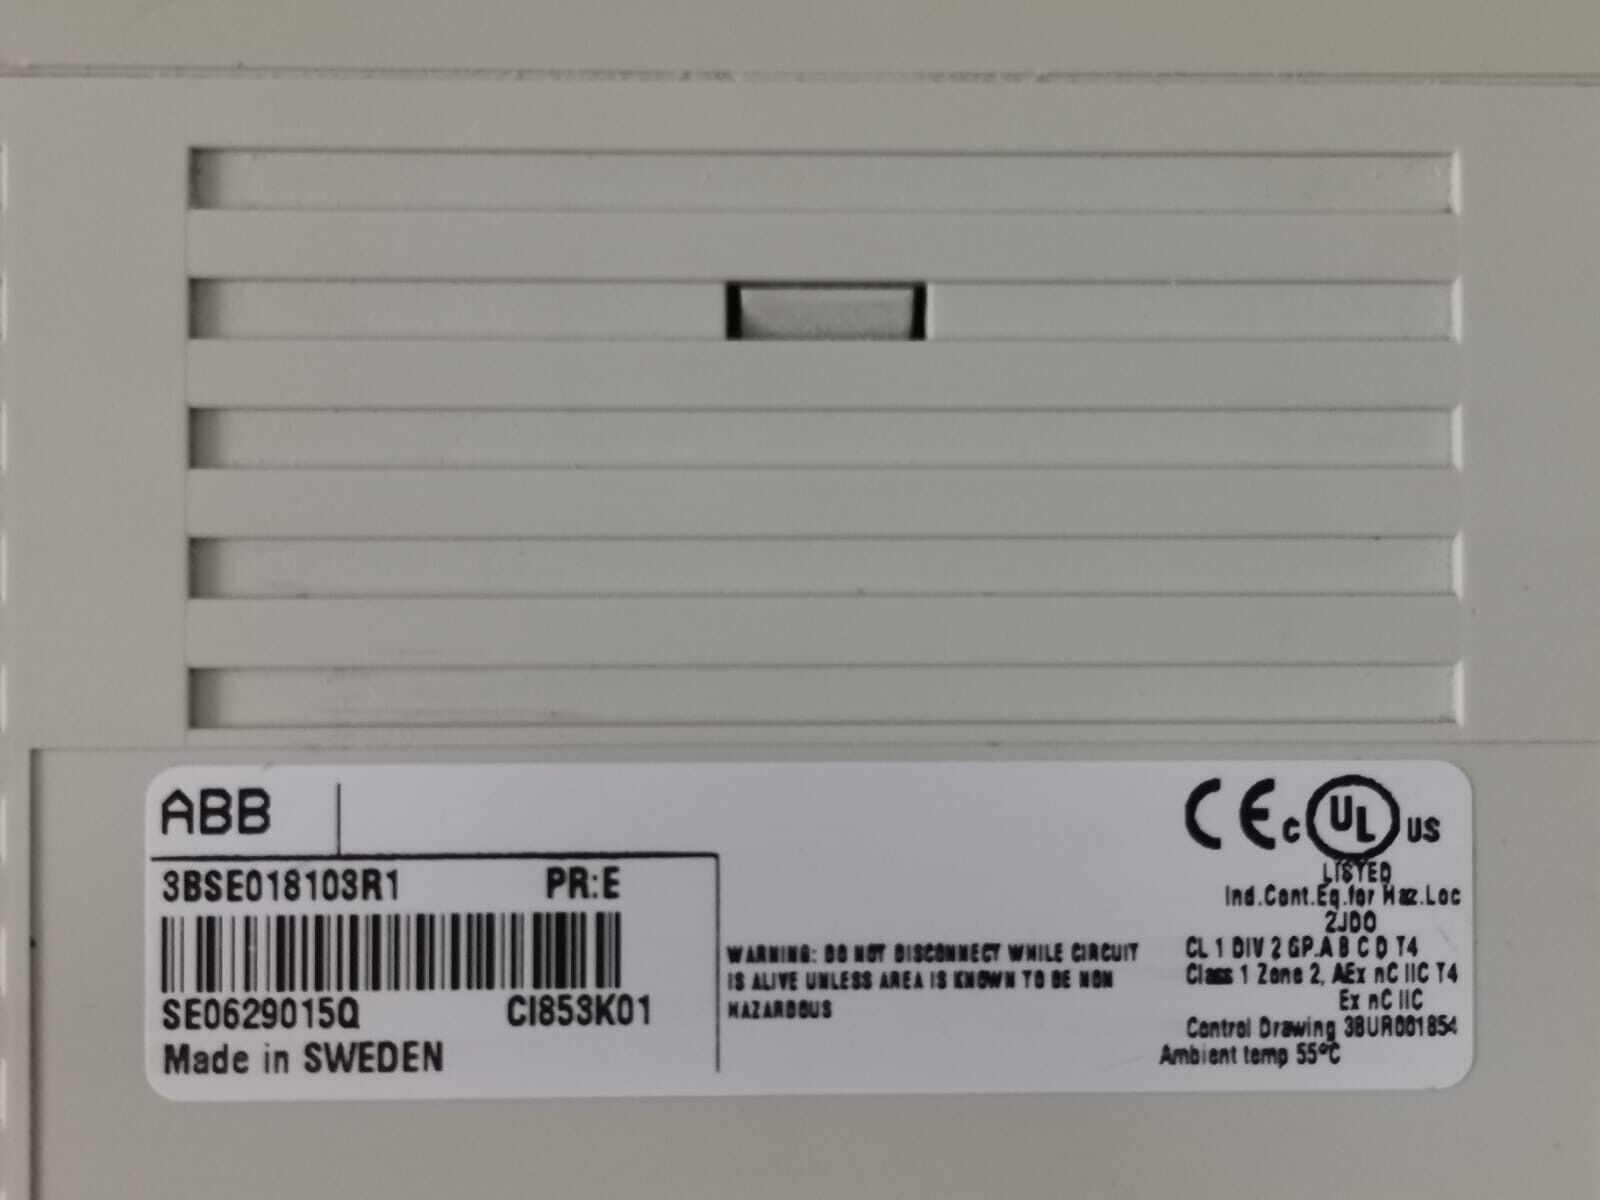 ABB
3BSE018103R1 PR:E
SE0629015Q CI853K01
Made in SWEDEN
WARNING: DO NOT DISCONNECT WHILE CIRCUIT
IS ALIVE UNLESS AREA IS KNOWN TO BE NON
HAZARDOUS
CE c UL US
LISTED
Ind.Cont.Eq.for Haz.Loc
2JD0
CL 1 DIV 2 GP.A B C D T4
Class 1 Zone 2, AEx nC IIC T4
Ex nC IIC
Control Drawing 3BUR001854
Ambient temp 55°C